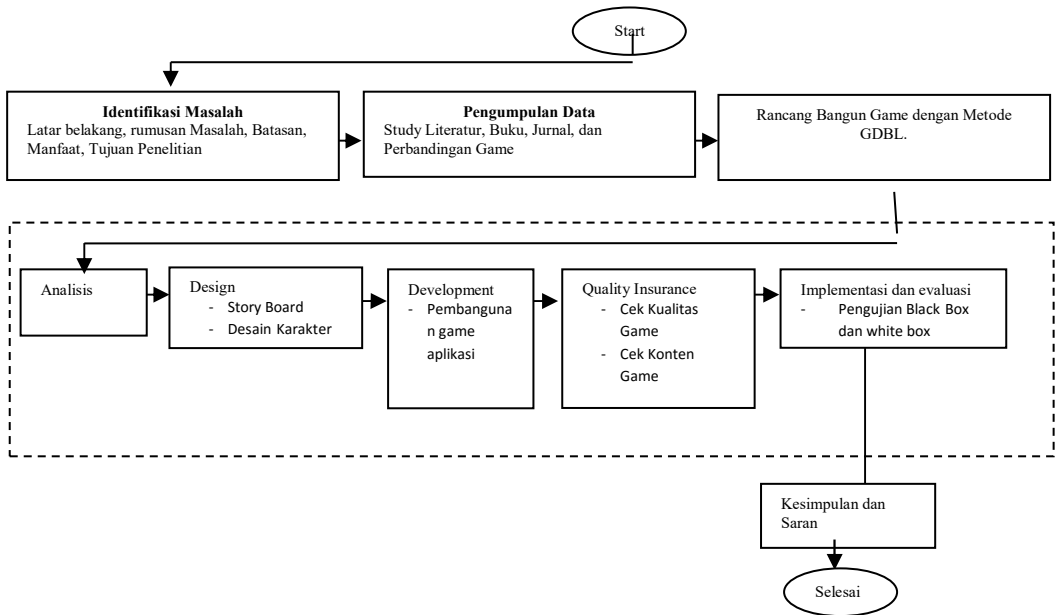 Start
Identifikasi Masalah
Latar belakang, rumusan Masalah, Batasan,
Manfaat, Tujuan Penelitian
Pengumpulan Data
Study Literatur, Buku, Jurnal, dan
Perbandingan Game
Rancang Bangun Game dengan Metode
GDBL.
Analisis
Design
- Story Board
- Desain Karakter
Development
- Pembanguna
n game
aplikasi
Quality Insurance
- Cek Kualitas
Game
- Cek Konten
Game
Implementasi dan evaluasi
- Pengujian Black Box
dan white box
Kesimpulan dan
Saran
Selesai